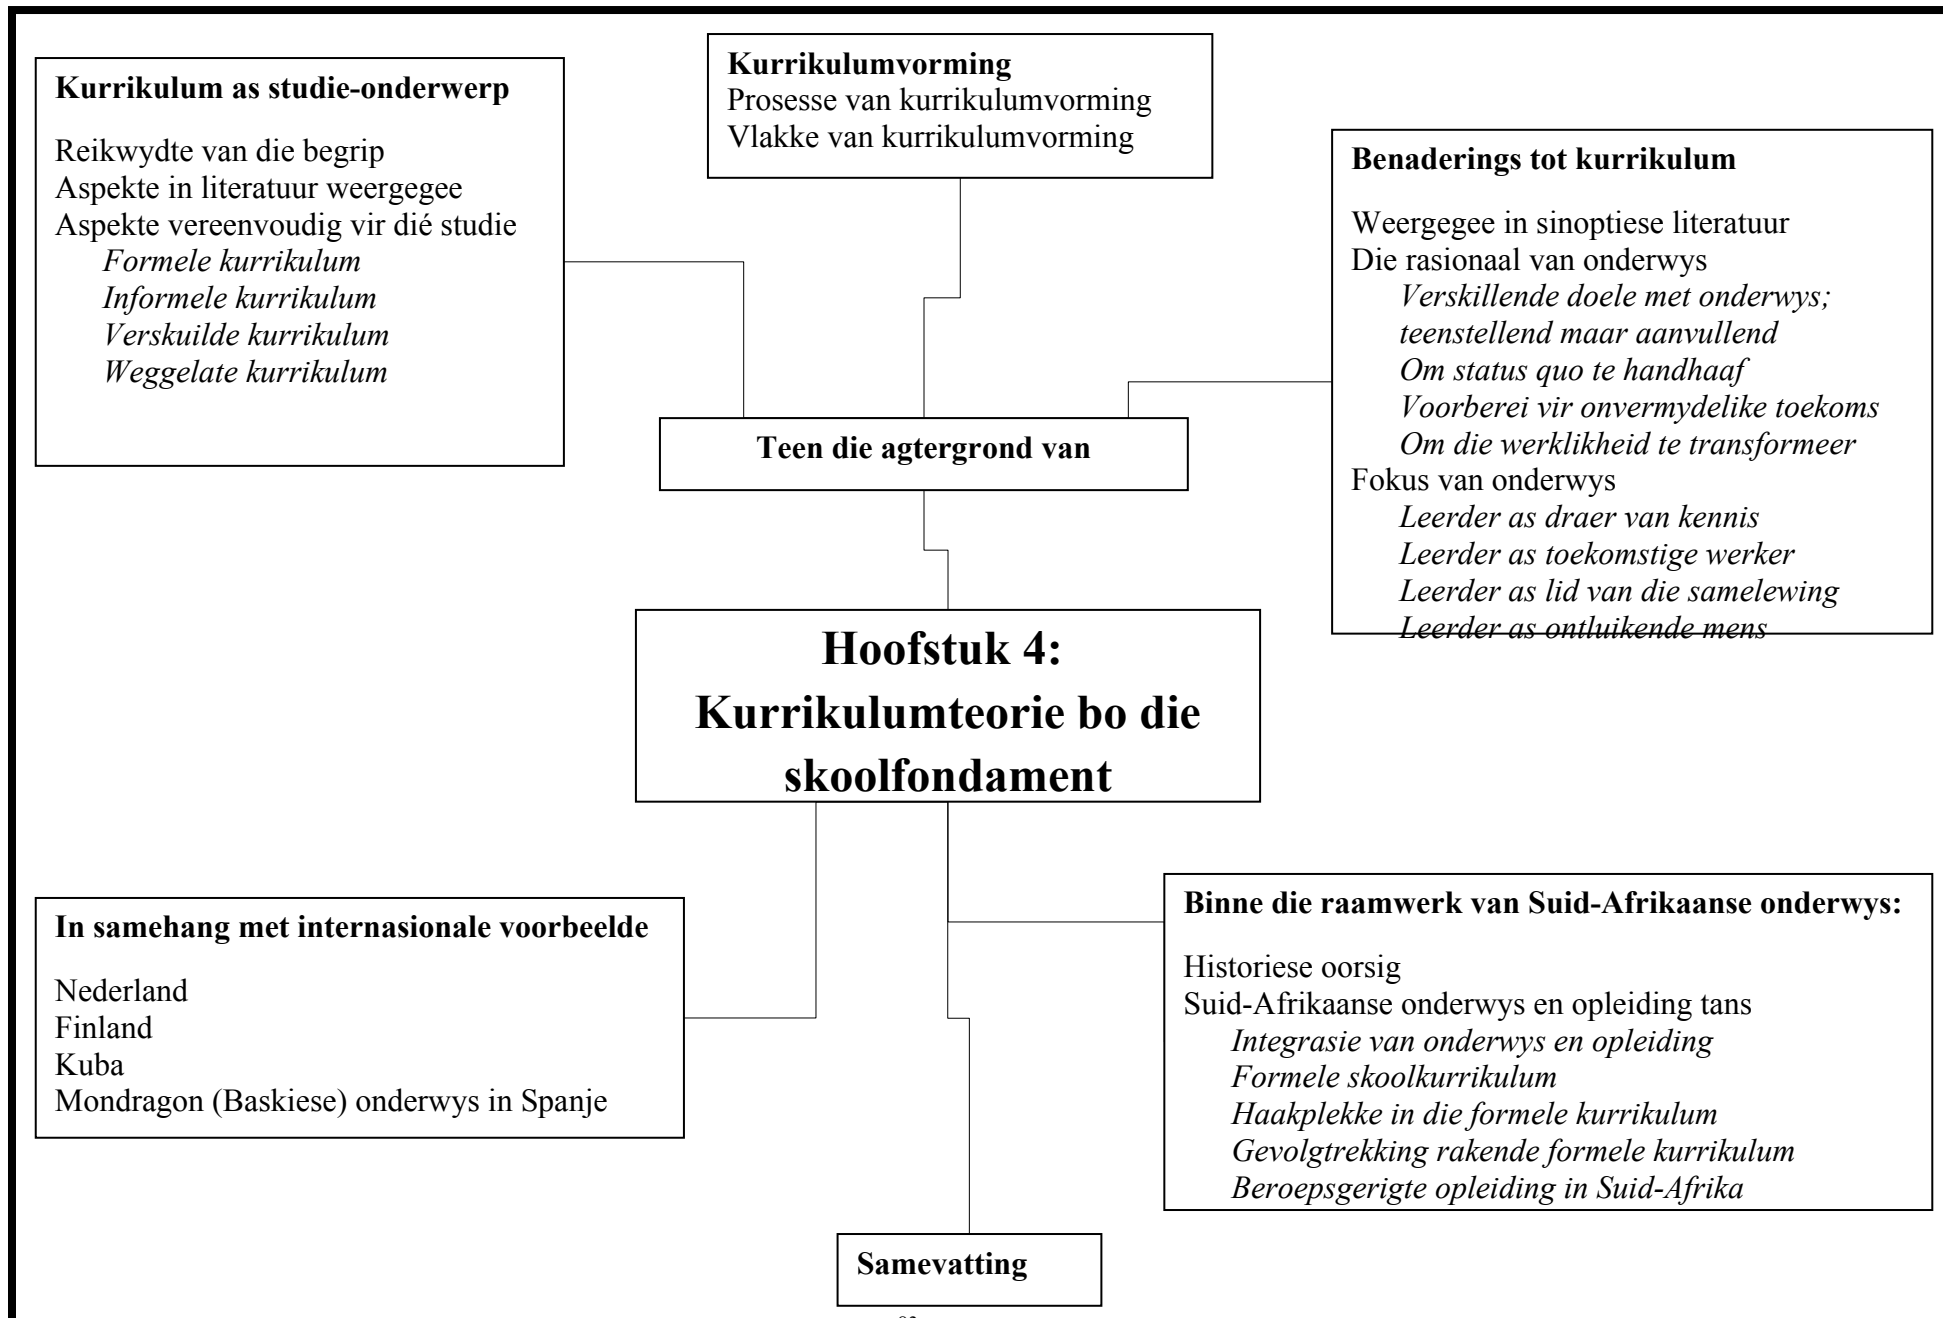 Kurrikulum as studie-onderwerp
Reikwydte van die begrip
Aspekte in literatuur weergegee
Aspekte vereenvoudig vir dié studie
Formele kurrikulum
Informele kurrikulum
Verskuilde kurrikulum
Weggelate kurrikulum
Kurrikulumvorming
Prosesse van kurrikulumvorming
Vlakke van kurrikulumvorming
Benaderings tot kurrikulum
Weergegee in sinoptiese literatuur
Die rasionaal van onderwys
Verskillende doele met onderwys;
teenstellend maar aanvullend
Om status quo te handhaaf
Voorberei vir onvermydelike toekoms
Om die werklikheid te transformeer
Fokus van onderwys
Leerder as draer van kennis
Leerder as toekomstige werker
Leerder as lid van die samelewing
Leerder as ontluikende mens
Teen die agtergrond van
Hoofstuk 4:
Kurrikulumteorie bo die
skoolfondament
In samehang met internasionale voorbeelde
Nederland
Finland
Kuba
Mondragon (Baskiese) onderwys in Spanje
Binne die raamwerk van Suid-Afrikaanse onderwys:
Historiese oorsig
Suid-Afrikaanse onderwys en opleiding tans
Integrasie van onderwys en opleiding
Formele skoolkurrikulum
Haakplekke in die formele kurrikulum
Gevolgtrekking rakende formele kurrikulum
Beroepsgerigte opleiding in Suid-Afrika
Samevatting